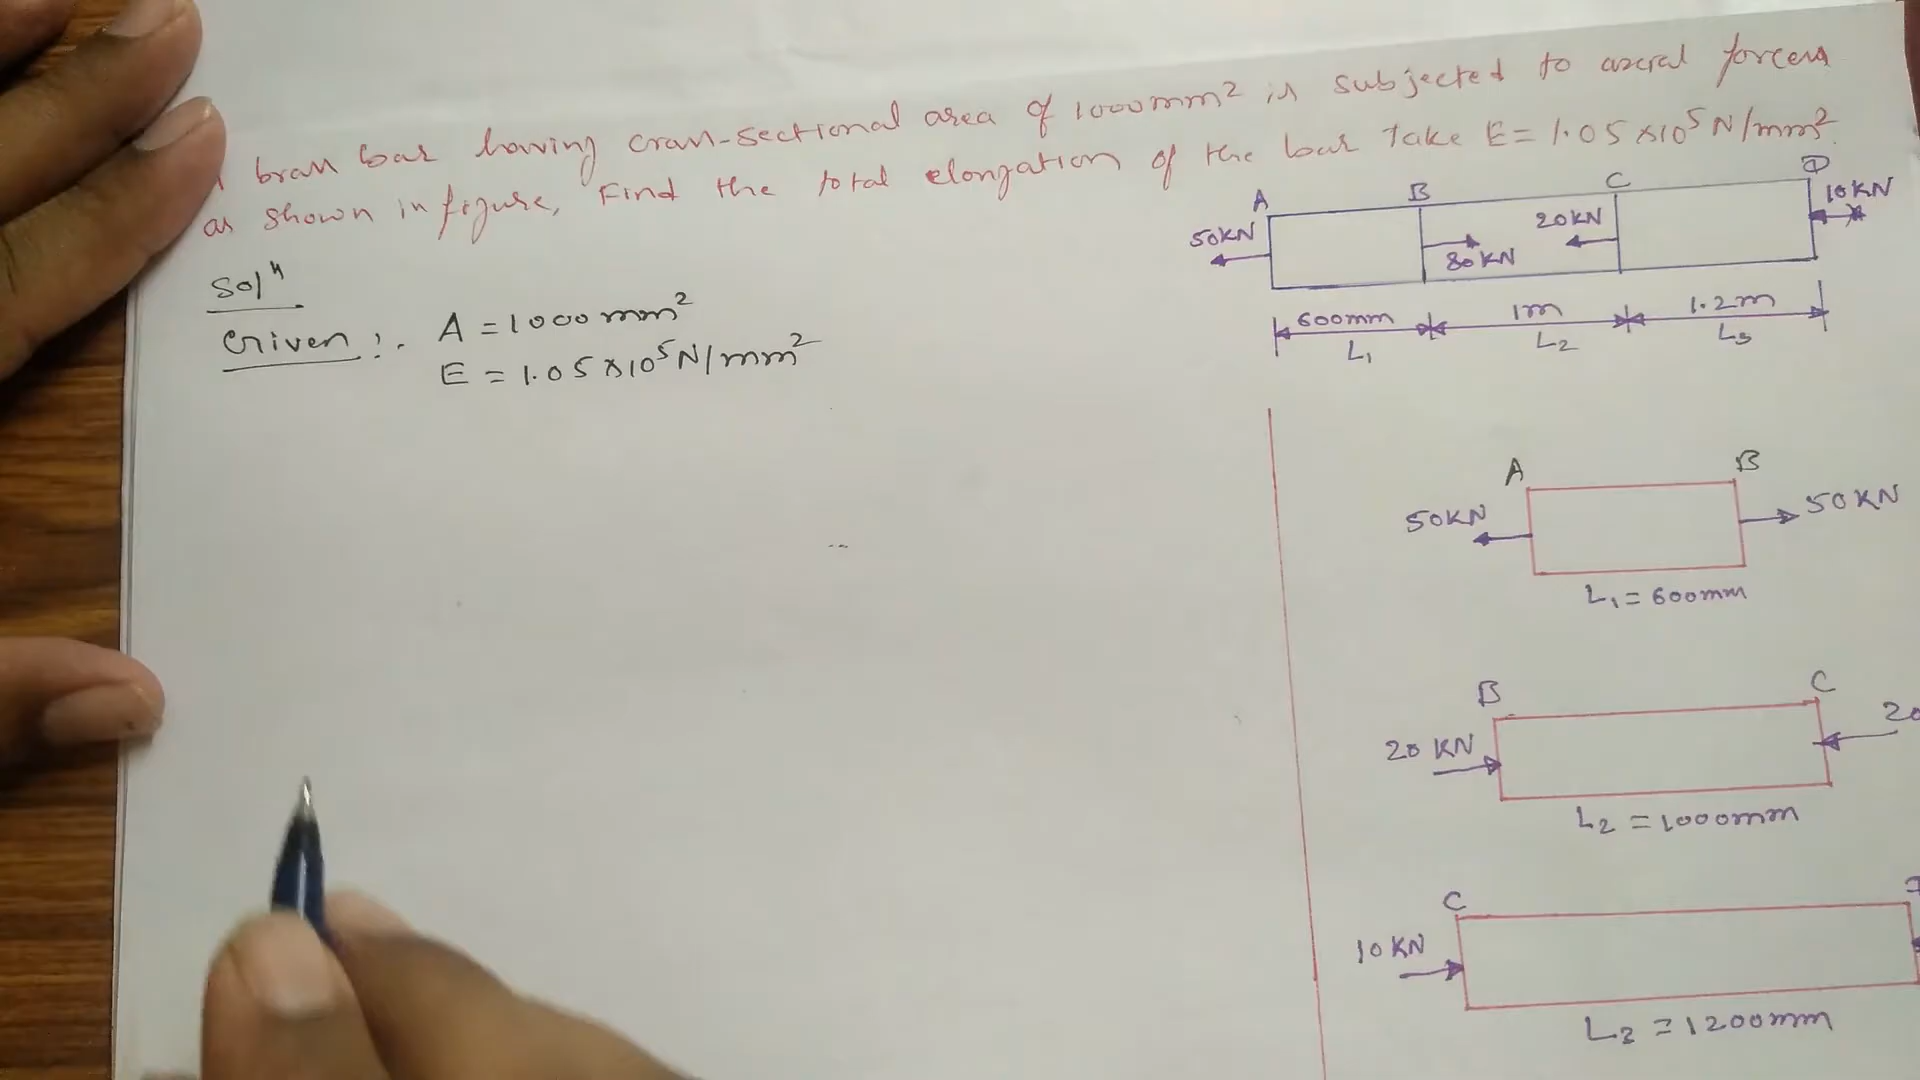 bran bar having cross-sectional area of 1000mm² is subjected to axial forces
as shown in figure, Find the total elongation of the bar Take E = 1.05 ×10⁵ N/mm².
A B C D
50KN 80KN 20KN 10KN
600mm 1m 1.2m
L₁ L₂ L₃
Solⁿ
Given :- A = 1000mm²
E = 1.05 ×10⁵ N/mm²
A B
50KN 50KN
L₁ = 600mm
B C
20 KN 20
L₂ = 1000mm
C
10 KN
L₃ = 1200mm